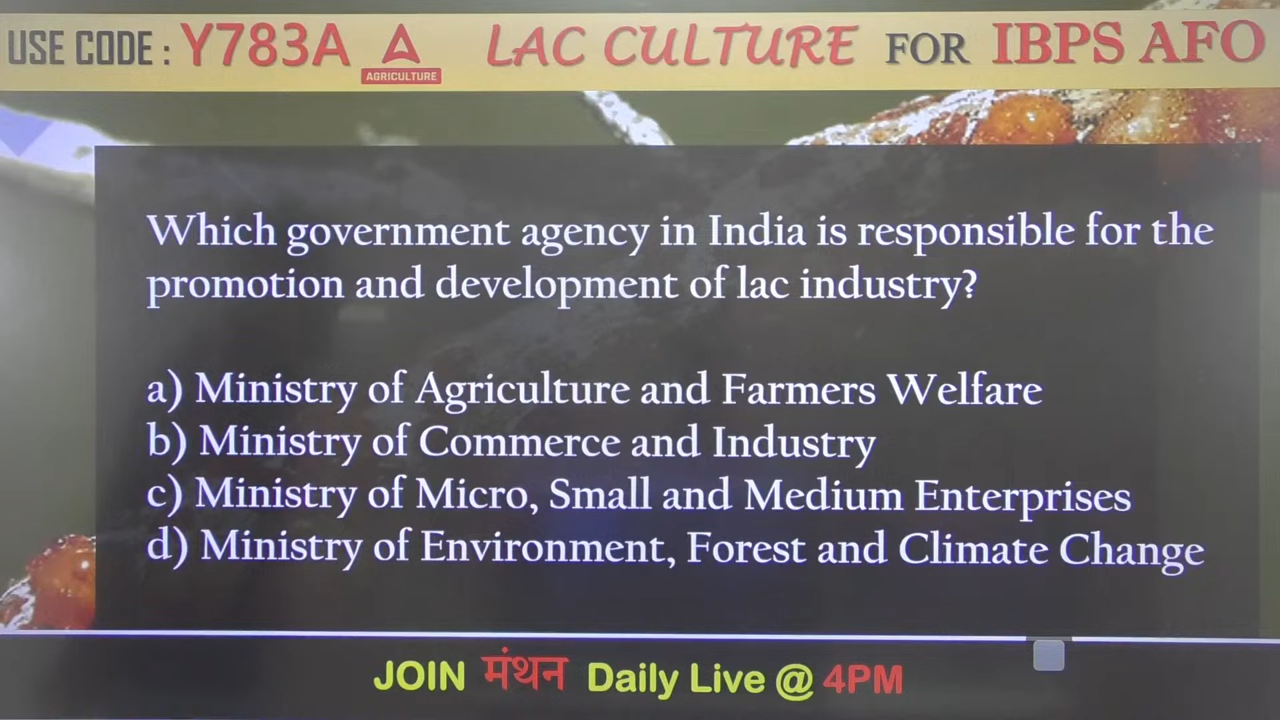 USE CODE : Y783A AGRICULTURE LAC CULTURE FOR IBPS AFO
Which government agency in India is responsible for the
promotion and development of lac industry?
a) Ministry of Agriculture and Farmers Welfare
b) Ministry of Commerce and Industry
c) Ministry of Micro, Small and Medium Enterprises
d) Ministry of Environment, Forest and Climate Change
JOIN मंथन Daily Live @ 4PM